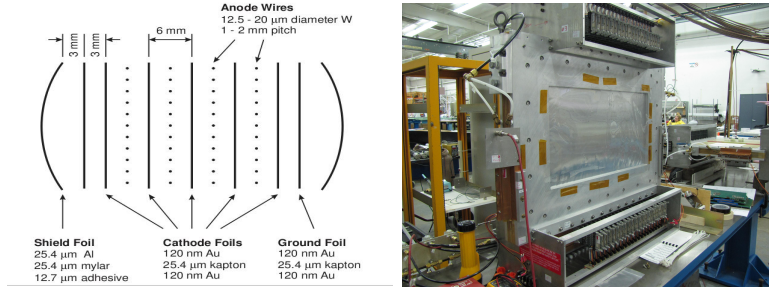 Anode Wires
12.5 - 20 μm diameter W
1 - 2 mm pitch
3 mm
3 mm
6 mm
Shield Foil
25.4 μm Al
25.4 μm mylar
12.7 μm adhesive
Cathode Foils
120 nm Au
25.4 μm kapton
120 nm Au
Ground Foil
120 nm Au
25.4 μm kapton
120 nm Au